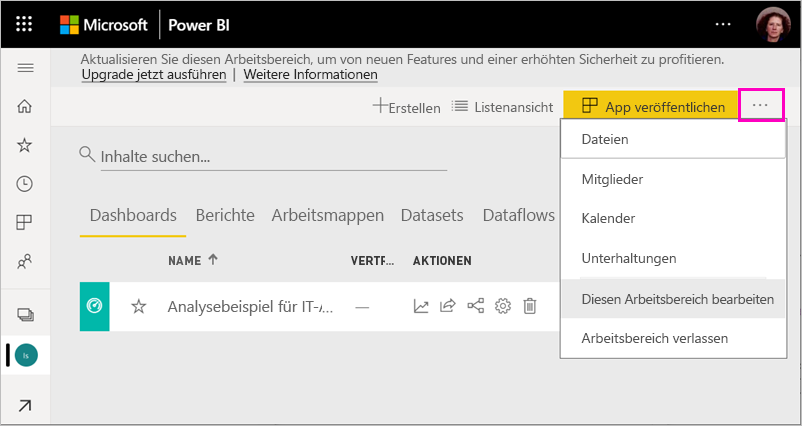 Microsoft Power BI ...
Aktualisieren Sie diesen Arbeitsbereich, um von neuen Features und einer erhöhten Sicherheit zu profitieren.
Upgrade jetzt ausführen | Weitere Informationen
Erstellen Listenansicht App veröffentlichen ...
Dateien
Inhalte suchen...
Mitglieder
Kalender
Dashboards Berichte Arbeitsmappen Datasets Dataflows
Unterhaltungen
NAME VERTR... AKTIONEN
Diesen Arbeitsbereich bearbeiten
Analysebeispiel für IT-A... —
Arbeitsbereich verlassen
Is